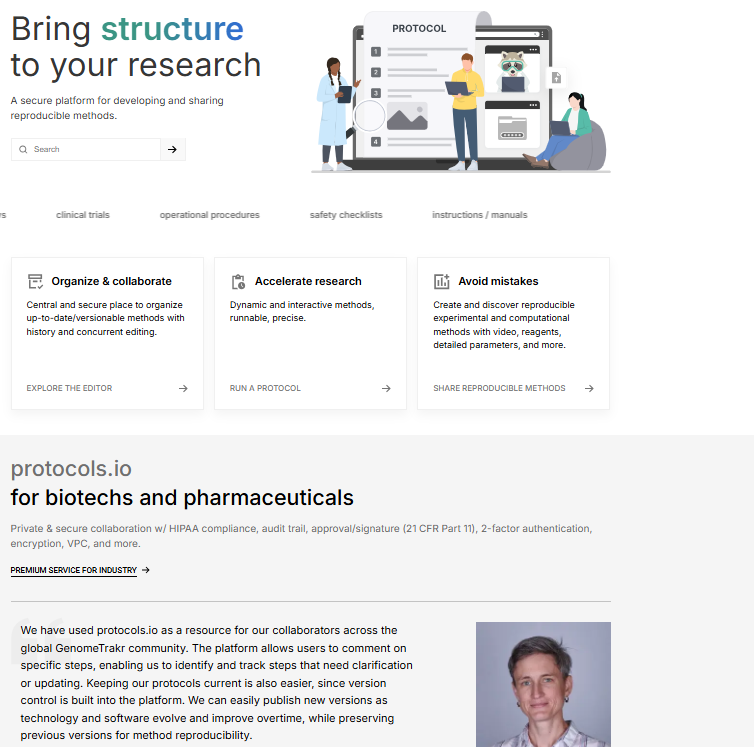 Bring structure
to your research
A secure platform for developing and sharing
reproducible methods.
Search
PROTOCOL
1
2
3
4
clinical trials operational procedures safety checklists instructions / manuals
Organize & collaborate
Central and secure place to organize
up-to-date/versionable methods with
history and concurrent editing.
EXPLORE THE EDITOR
Accelerate research
Dynamic and interactive methods,
runnable, precise.
RUN A PROTOCOL
Avoid mistakes
Create and discover reproducible
experimental and computational
methods with video, reagents,
detailed parameters, and more.
SHARE REPRODUCIBLE METHODS
protocols.io
for biotechs and pharmaceuticals
Private & secure collaboration w/ HIPAA compliance, audit trail, approval/signature (21 CFR Part 11), 2-factor authentication,
encryption, VPC, and more.
PREMIUM SERVICE FOR INDUSTRY
We have used protocols.io as a resource for our collaborators across the
global GenomeTrakr community. The platform allows users to comment on
specific steps, enabling us to identify and track steps that need clarification
or updating. Keeping our protocols current is also easier, since version
control is built into the platform. We can easily publish new versions as
technology and software evolve and improve overtime, while preserving
previous versions for method reproducibility.